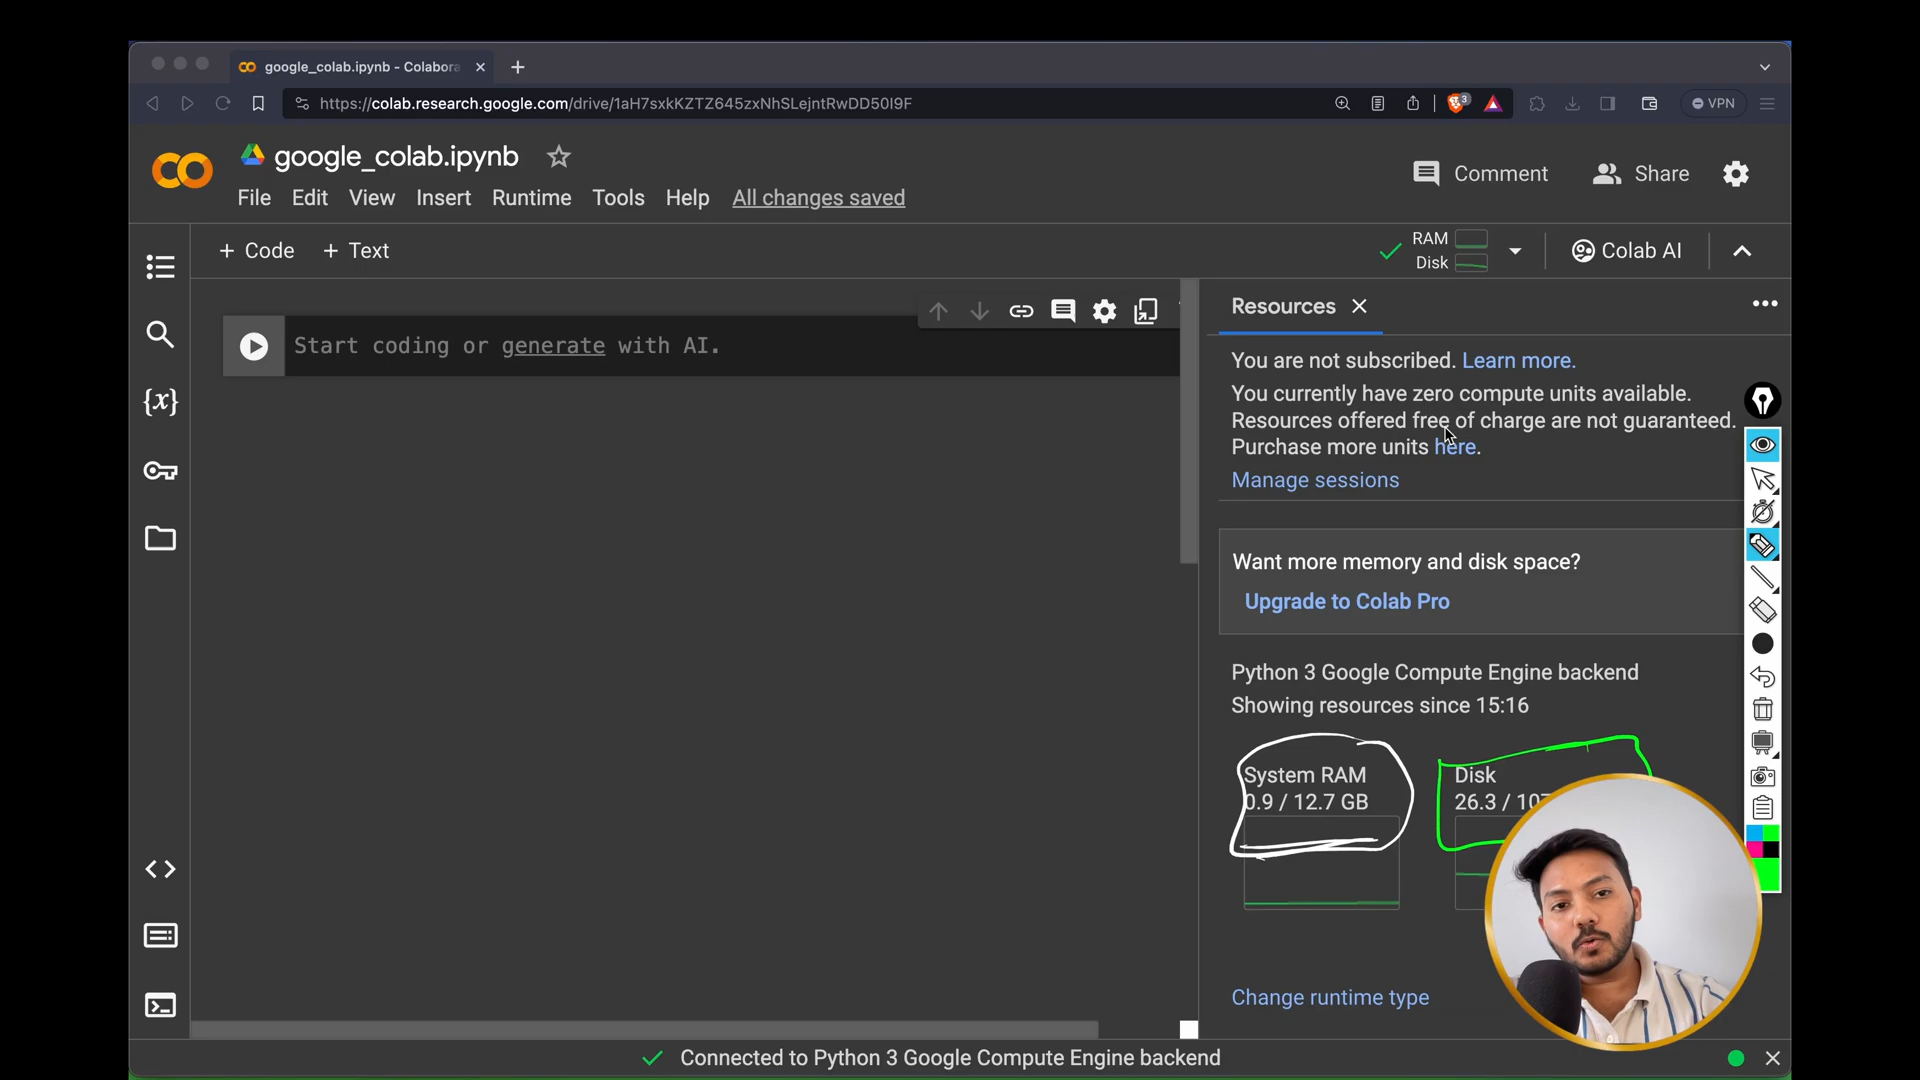 google_colab.ipynb - Colabora
https://colab.research.google.com/drive/1aH7sxkKZTZ645zxNhSLejntRwDD50I9F
3
VPN
google_colab.ipynb
Comment
Share
File Edit View Insert Runtime Tools Help All changes saved
+ Code + Text
RAM
Disk
Colab AI
Resources
Start coding or generate with AI.
{x}
You are not subscribed. Learn more.
You currently have zero compute units available.
Resources offered free of charge are not guaranteed.
Purchase more units here.
Manage sessions
Want more memory and disk space?
Upgrade to Colab Pro
Python 3 Google Compute Engine backend
Showing resources since 15:16
System RAM
0.9 / 12.7 GB
Disk
26.3 /
Change runtime type
Connected to Python 3 Google Compute Engine backend